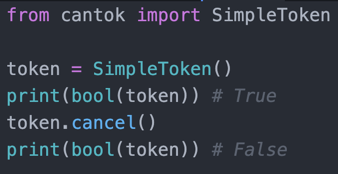 from cantok import SimpleToken

token = SimpleToken()
print(bool(token)) # True
token.cancel()
print(bool(token)) # False